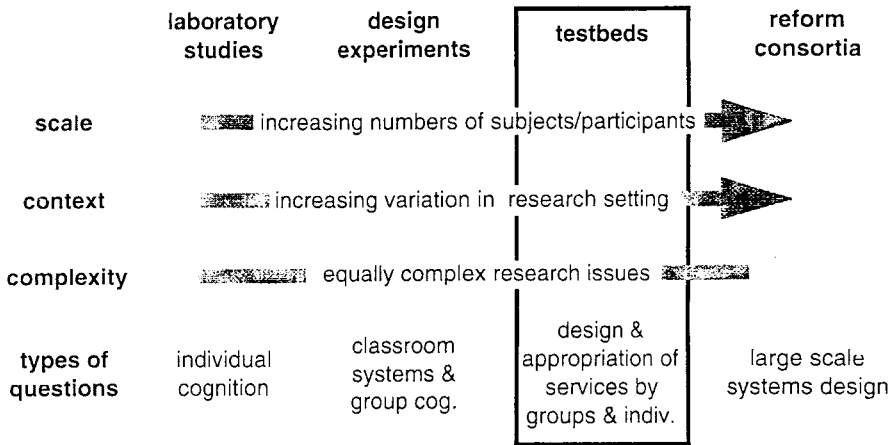 laboratory studies
design experiments
testbeds
reform consortia
scale
increasing numbers of subjects/participants
context
increasing variation in research setting
complexity
equally complex research issues
types of questions
individual cognition
classroom systems & group cog.
design & appropriation of services by groups & indiv.
large scale systems design